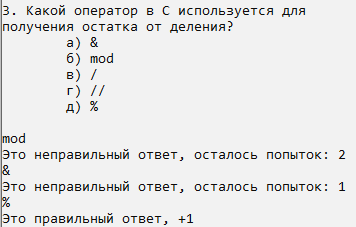 3. Какой оператор в С используется для
получения остатка от деления?
а) &
б) mod
в) /
г) //
д) %
mod
Это неправильный ответ, осталось попыток: 2
&
Это неправильный ответ, осталось попыток: 1
%
Это правильный ответ, +1